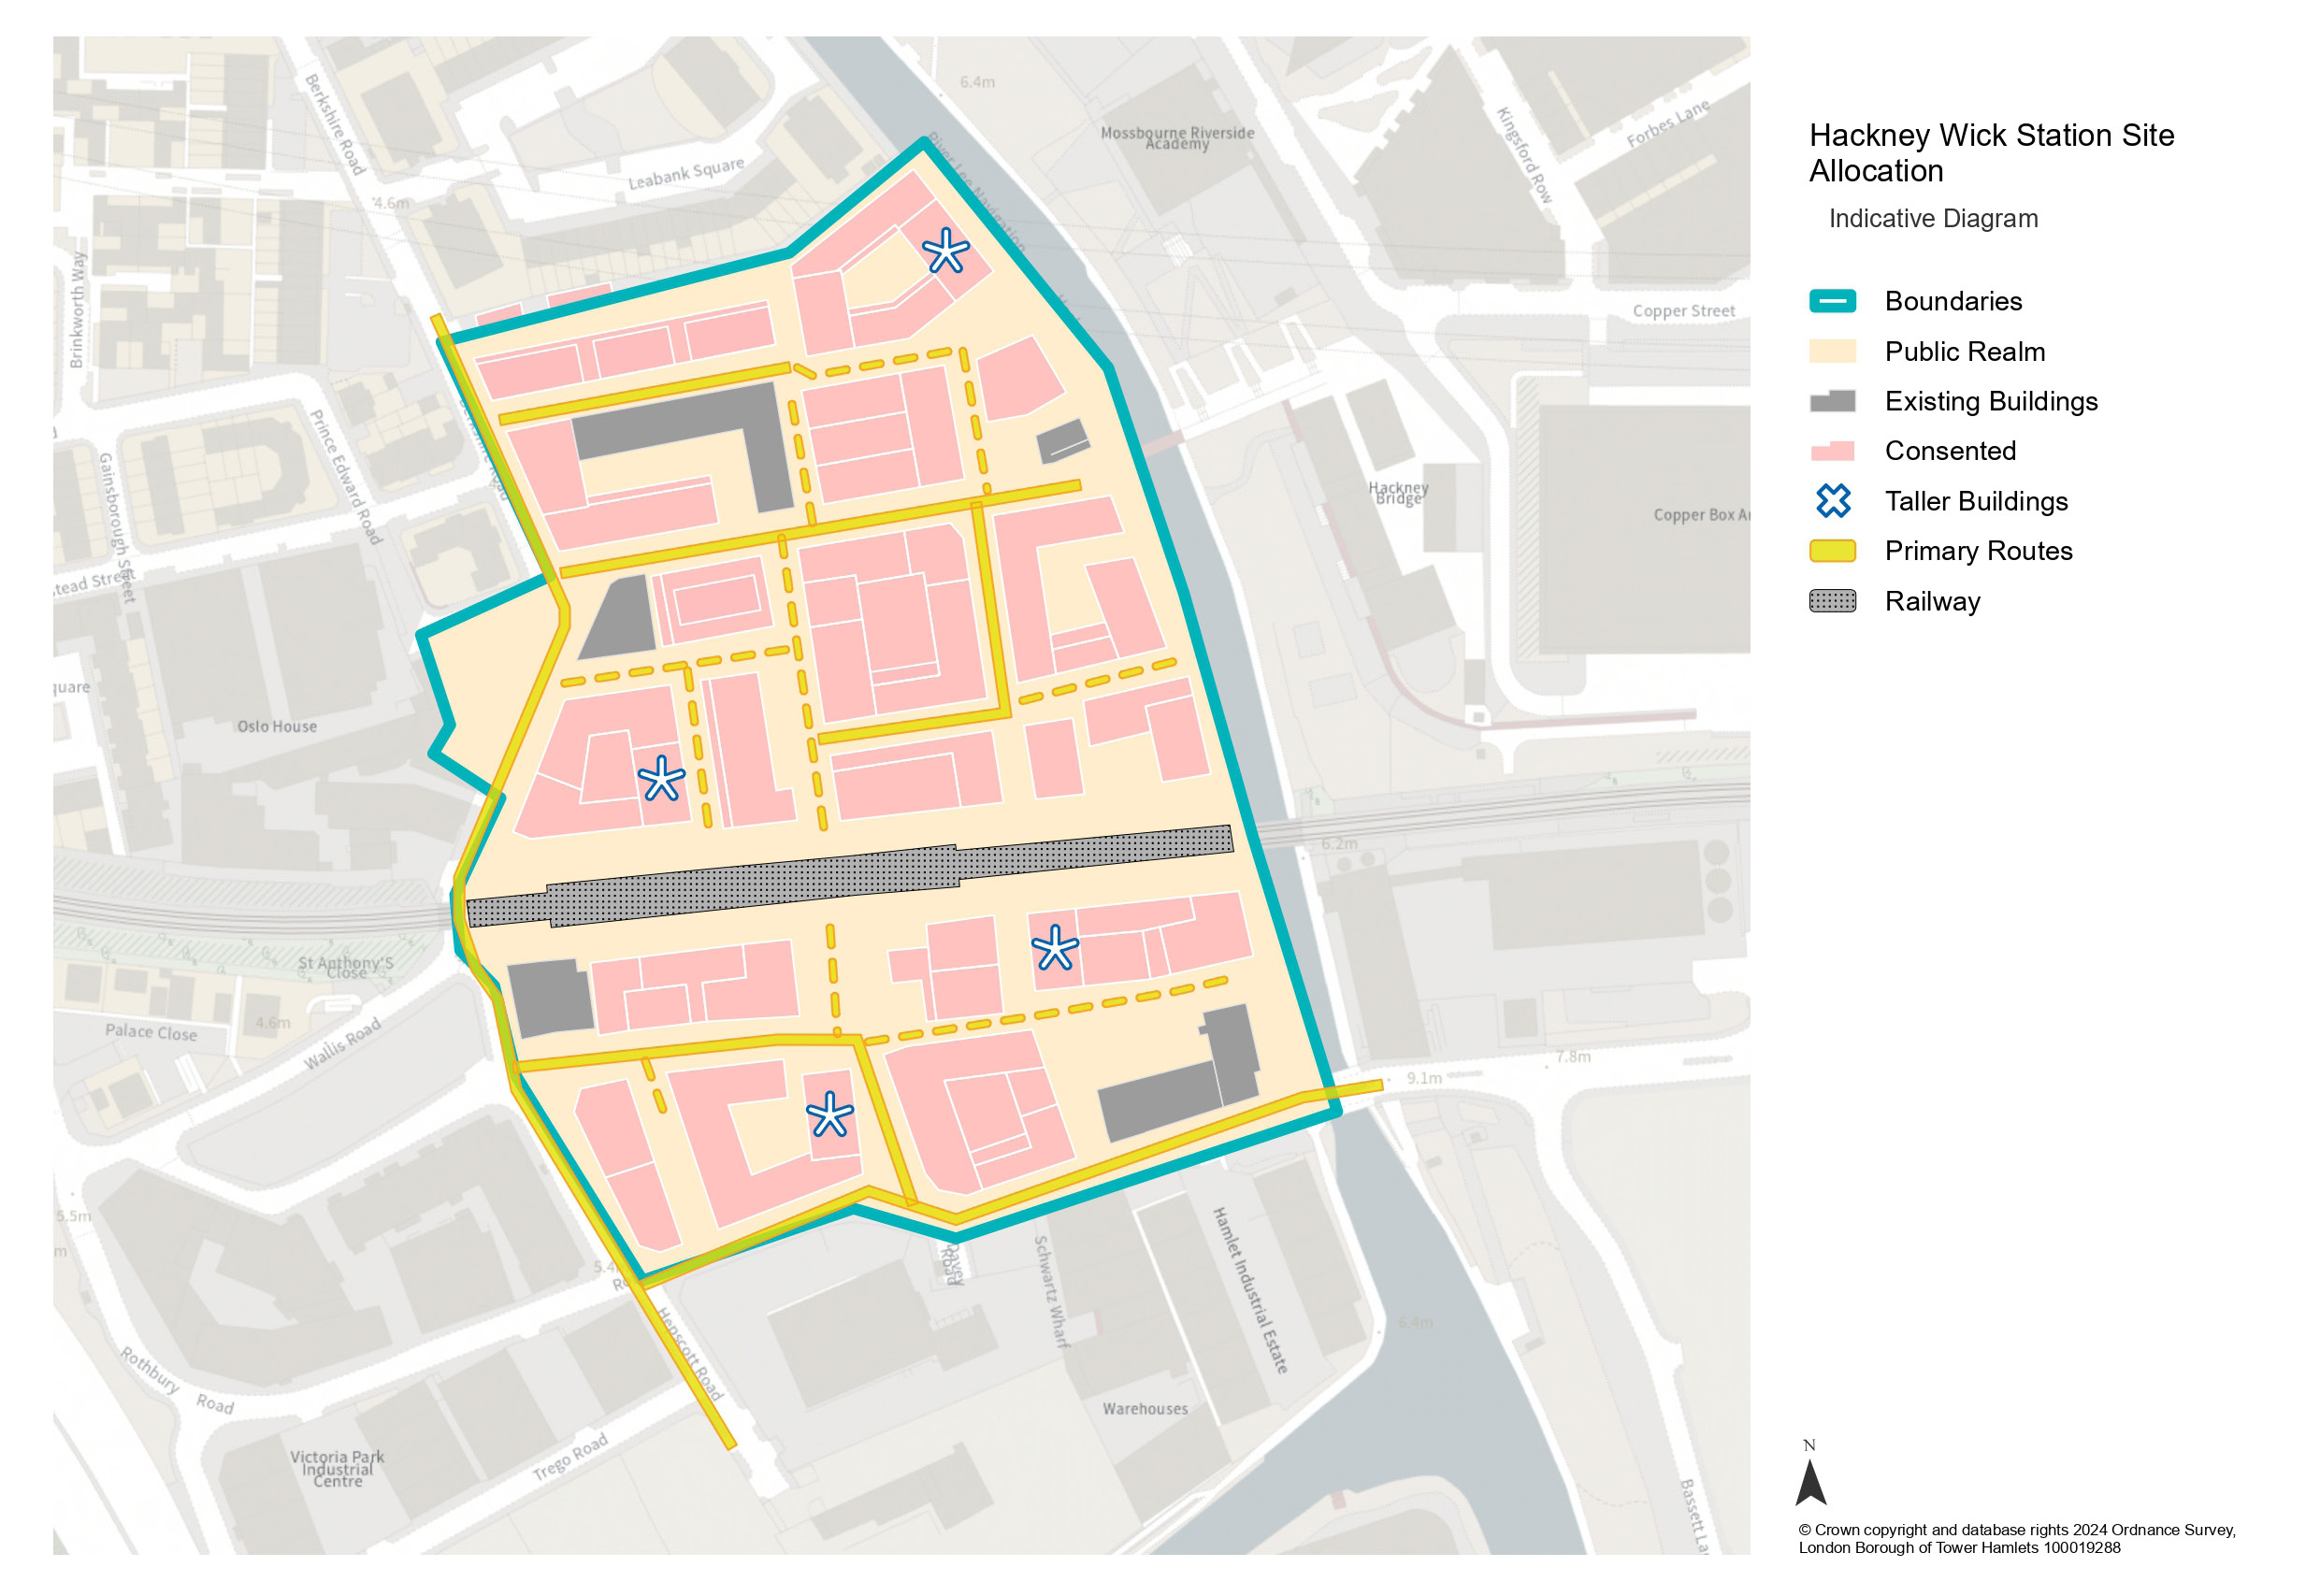 Hackney Wick Station Site
Allocation
Indicative Diagram
Boundaries
Public Realm
Existing Buildings
Consented
Taller Buildings
Primary Routes
Railway
N
© Crown copyright and database rights 2024 Ordnance Survey,
London Borough of Tower Hamlets 100019288
Berkshire Road
6.4m
Mossbourne Riverside
Academy
Kingsford Row
Forbes Lane
Leabank Square
4.6m
River Lee Navigation
Brinkworth Way
Copper Street
Berkshire Road
Prince Edward Road
Gainsborough Street
Hackney
Bridge
Copper Box Ar
stead Street
quare
Oslo House
6.2m
St Anthony'S
Close
4.6m
Palace Close
Wallis Road
7.8m
9.1m
5.5m
m
5.4
Davey
Road
Schwartz Wharf
Hamlet Industrial Estate
6.4m
Hepscott Road
Rothbury Road
Warehouses
Victoria Park
Industrial
Centre
Trego Road
Bassett La